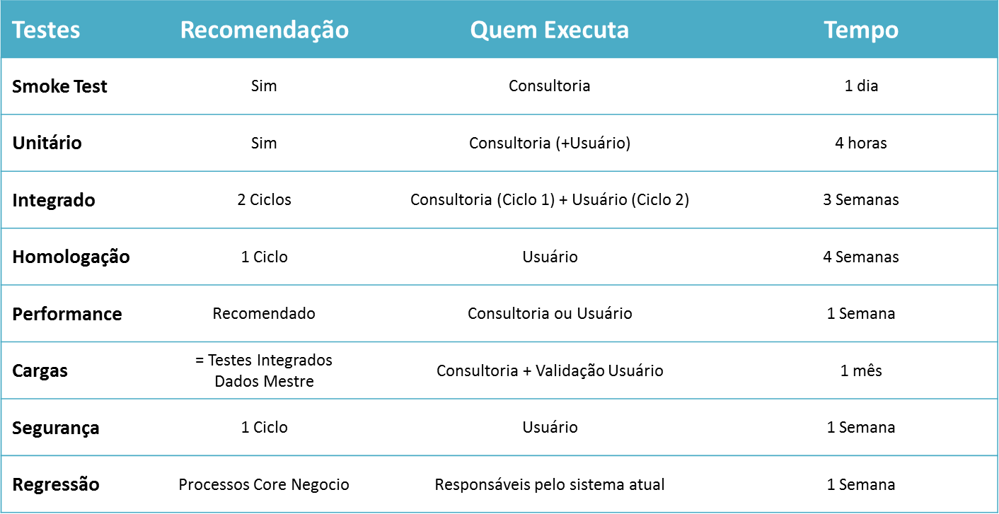 Testes Recomendação Quem Executa Tempo
Smoke Test Sim Consultoria 1 dia
Unitário Sim Consultoria (+Usuário) 4 horas
Integrado 2 Ciclos Consultoria (Ciclo 1) + Usuário (Ciclo 2) 3 Semanas
Homologação 1 Ciclo Usuário 4 Semanas
Performance Recomendado Consultoria ou Usuário 1 Semana
Cargas = Testes Integrados
Dados Mestre Consultoria + Validação Usuário 1 mês
Segurança 1 Ciclo Usuário 1 Semana
Regressão Processos Core Negocio Responsáveis pelo sistema atual 1 Semana